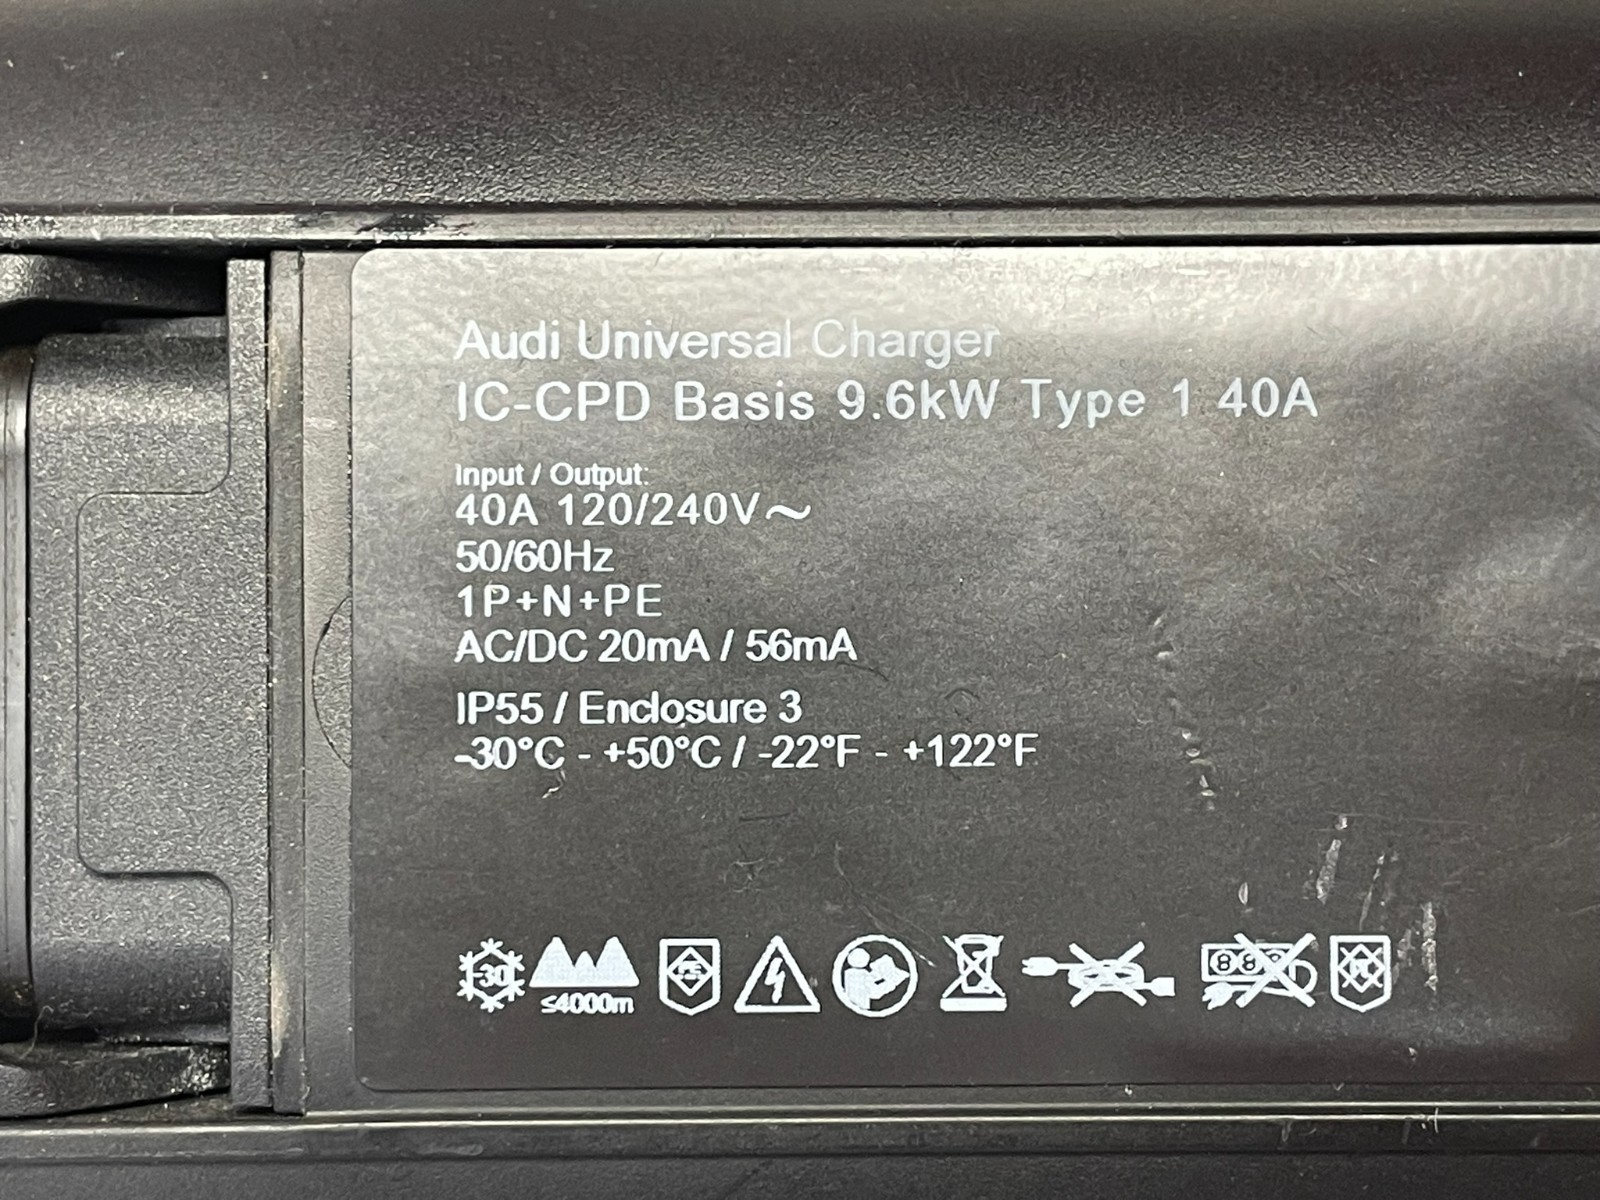 Audi Universal Charger
IC-CPD Basis 9.6kW Type 1 40A
Input / Output:
40A 120/240V~
50/60Hz
1P+N+PE
AC/DC 20mA / 56mA
IP55 / Enclosure 3
-30°C - +50°C / -22°F - +122°F
-30
≤4000m